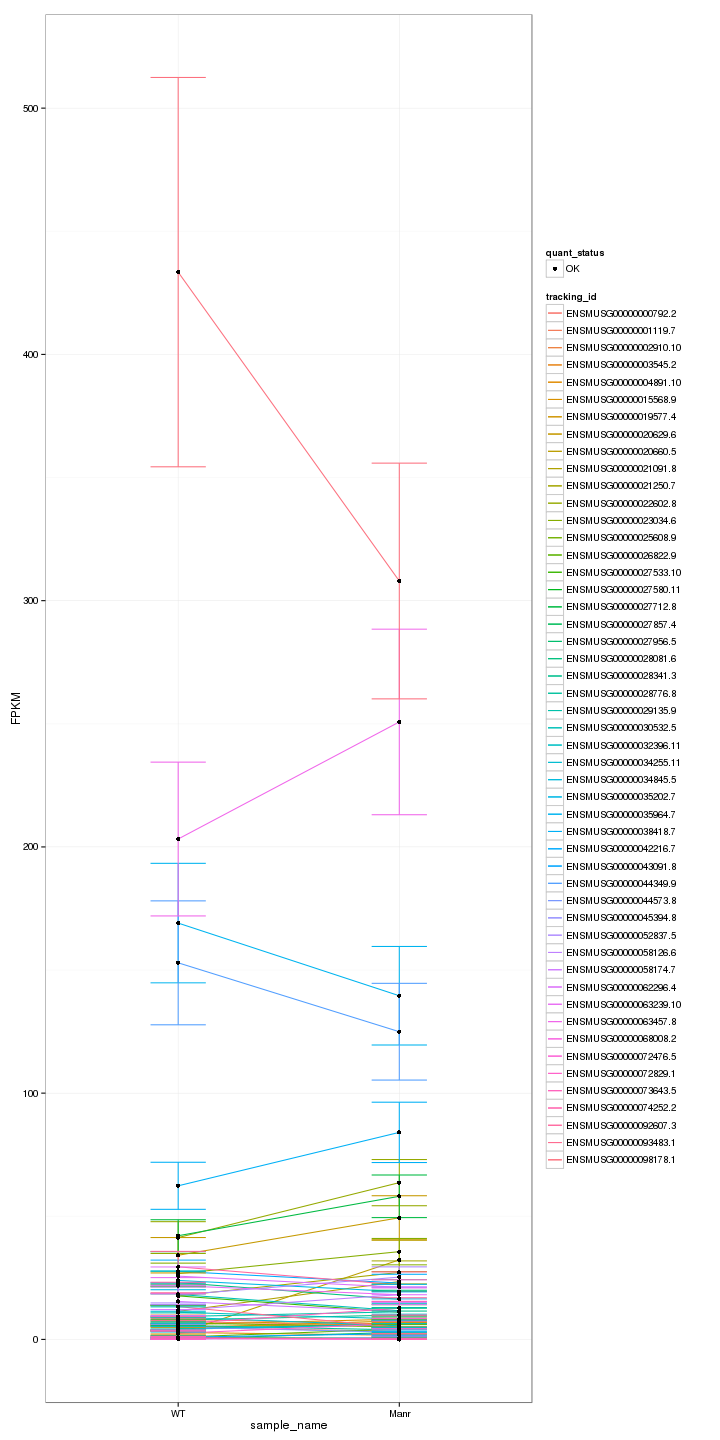 500
400
300
200
100
0
FPKM
WT
Manr
sample_name
quant_status
OK
tracking_id
ENSMUSG00000000792.2
ENSMUSG00000001119.7
ENSMUSG00000002910.10
ENSMUSG00000003545.2
ENSMUSG00000004891.10
ENSMUSG00000015568.9
ENSMUSG00000019577.4
ENSMUSG00000020629.6
ENSMUSG00000020660.5
ENSMUSG00000021091.8
ENSMUSG00000021250.7
ENSMUSG00000022602.8
ENSMUSG00000023034.6
ENSMUSG00000025608.9
ENSMUSG00000026822.9
ENSMUSG00000027533.10
ENSMUSG00000027580.11
ENSMUSG00000027712.8
ENSMUSG00000027857.4
ENSMUSG00000027956.5
ENSMUSG00000028081.6
ENSMUSG00000028341.3
ENSMUSG00000028776.8
ENSMUSG00000029135.9
ENSMUSG00000030532.5
ENSMUSG00000032396.11
ENSMUSG00000034255.11
ENSMUSG00000034845.5
ENSMUSG00000035202.7
ENSMUSG00000035964.7
ENSMUSG00000038418.7
ENSMUSG00000042216.7
ENSMUSG00000043091.8
ENSMUSG00000044349.9
ENSMUSG00000044573.8
ENSMUSG00000045394.8
ENSMUSG00000052837.5
ENSMUSG00000058126.6
ENSMUSG00000058174.7
ENSMUSG00000062296.4
ENSMUSG00000063239.10
ENSMUSG00000063457.8
ENSMUSG00000068008.2
ENSMUSG00000072476.5
ENSMUSG00000072829.1
ENSMUSG00000073643.5
ENSMUSG00000074252.2
ENSMUSG00000092607.3
ENSMUSG00000093483.1
ENSMUSG00000098178.1